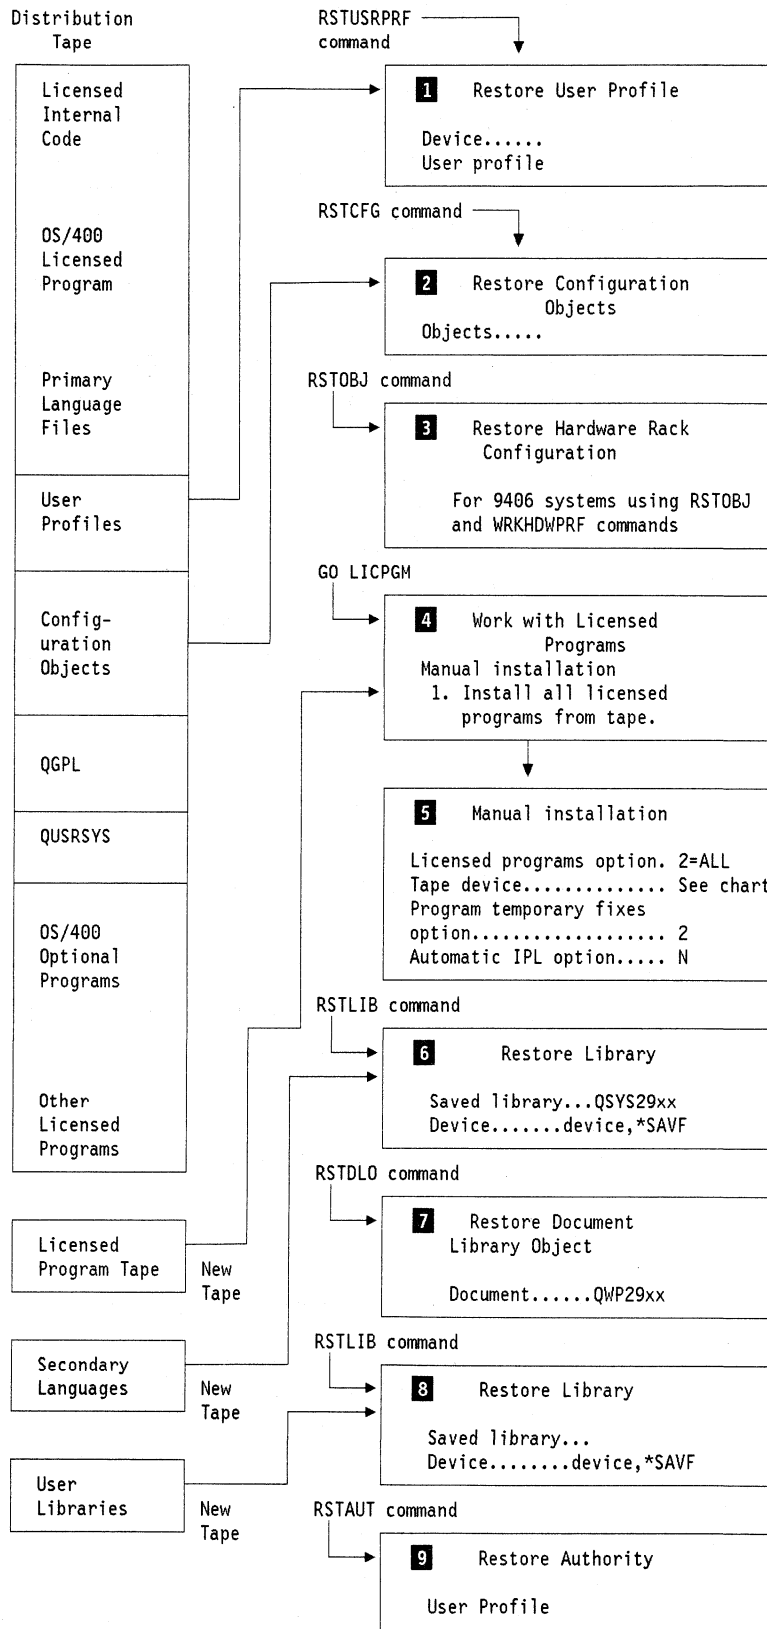 Distribution
Tape
Licensed
Internal
Code
OS/400
Licensed
Program
Primary
Language
Files
User
Profiles
Config-
uration
Objects
QGPL
QUSRSYS
OS/400
Optional
Programs
Other
Licensed
Programs
Licensed
Program Tape
New
Tape
Secondary
Languages
New
Tape
User
Libraries
New
Tape
RSTUSRPRF
command
1 Restore User Profile
Device......
User profile
RSTCFG command
2 Restore Configuration
Objects
Objects.....
RSTOBJ command
3 Restore Hardware Rack
Configuration
For 9406 systems using RSTOBJ
and WRKHDWPRF commands
GO LICPGM
4 Work with Licensed
Programs
Manual installation
1. Install all licensed
programs from tape.
5 Manual installation
Licensed programs option. 2=ALL
Tape device.............. See chart
Program temporary fixes
option................... 2
Automatic IPL option..... N
RSTLIB command
6 Restore Library
Saved library...QSYS29xx
Device.......device,*SAVF
RSTDLO command
7 Restore Document
Library Object
Document......QWP29xx
RSTLIB command
8 Restore Library
Saved library...
Device........device,*SAVF
RSTAUT command
9 Restore Authority
User Profile